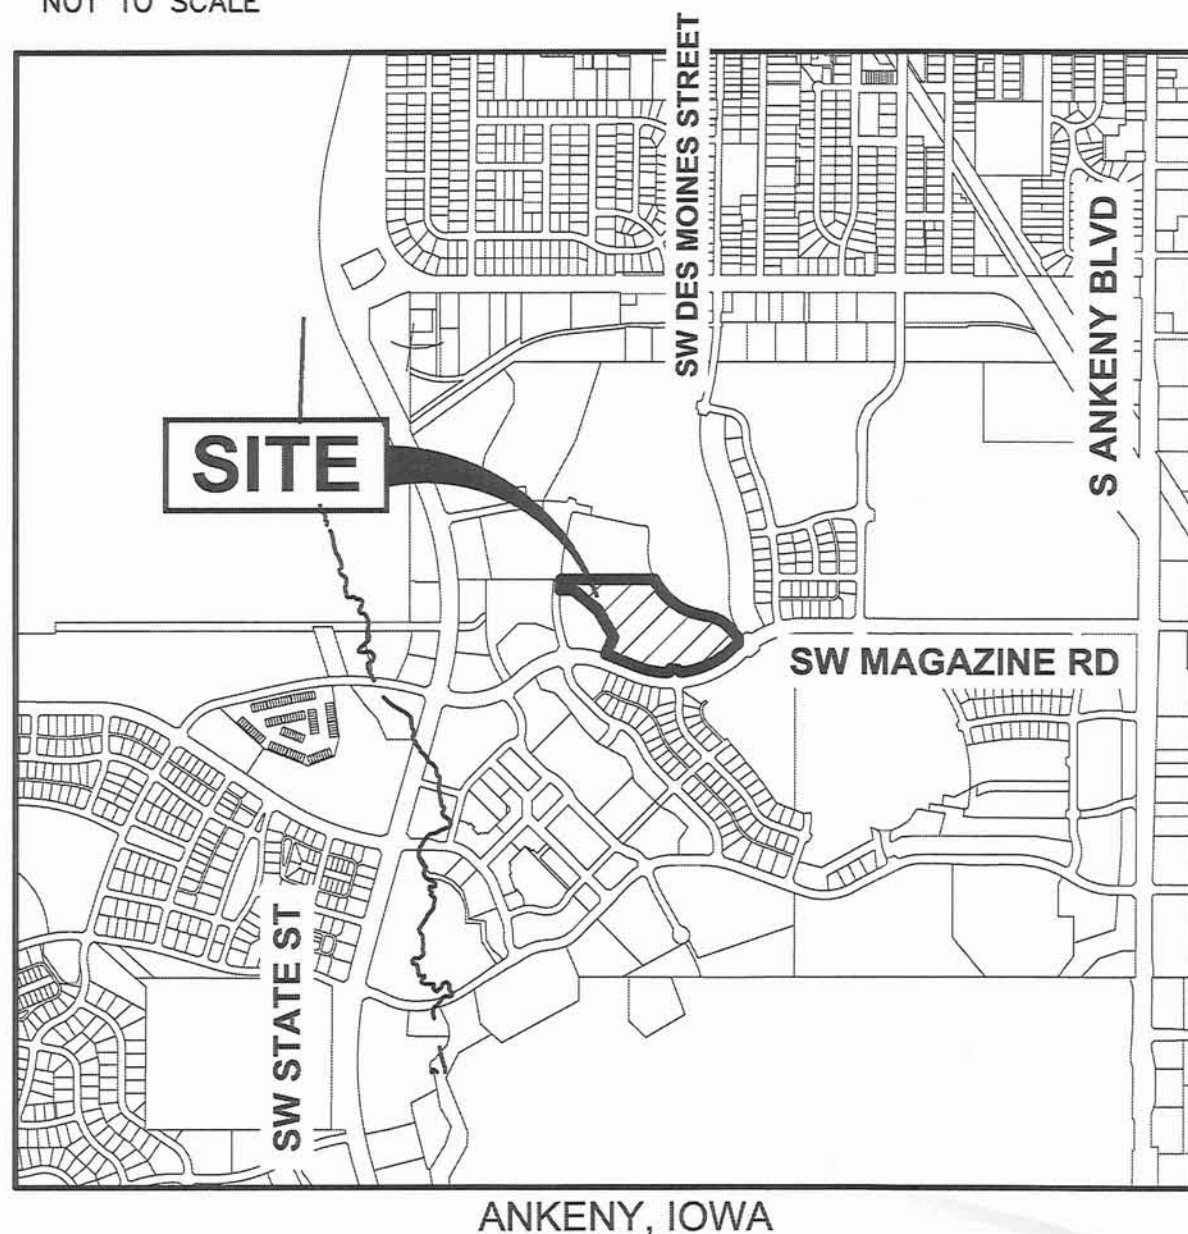 NOT TO SCALE
SW DES MOINES STREET
S ANKENY BLVD
SITE
SW MAGAZINE RD
SW STATE ST
ANKENY, IOWA